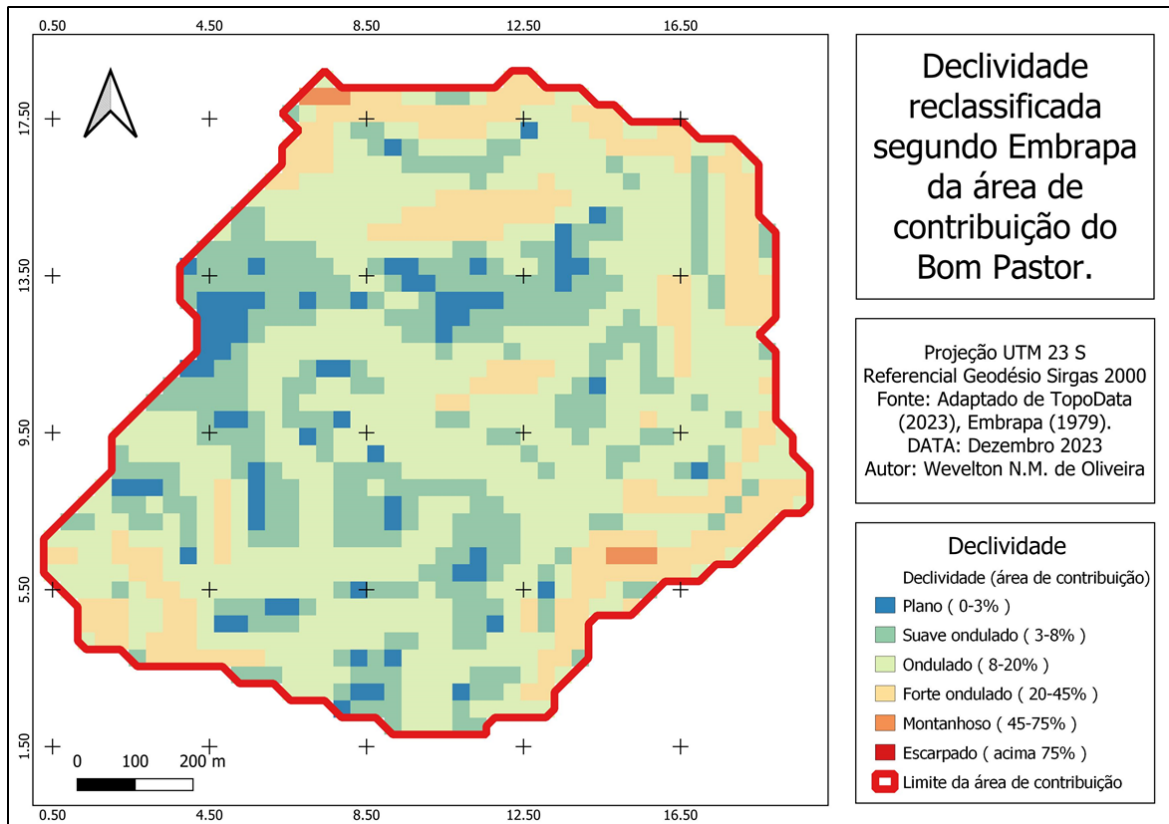 0.50 4.50 8.50 12.50 16.50
17.50
13.50
9.50
5.50
1.50
0 100 200 m
0.50 4.50 8.50 12.50 16.50
Declividade
reclassificada
segundo Embrapa
da área de
contribuição do
Bom Pastor.
Projeção UTM 23 S
Referencial Geodésio Sirgas 2000
Fonte: Adaptado de TopoData
(2023), Embrapa (1979).
DATA: Dezembro 2023
Autor: Wevelton N.M. de Oliveira
Declividade
Declividade (área de contribuição)
Plano ( 0-3% )
Suave ondulado ( 3-8% )
Ondulado ( 8-20% )
Forte ondulado ( 20-45% )
Montanhoso ( 45-75% )
Escarpado ( acima 75% )
Limite da área de contribuição